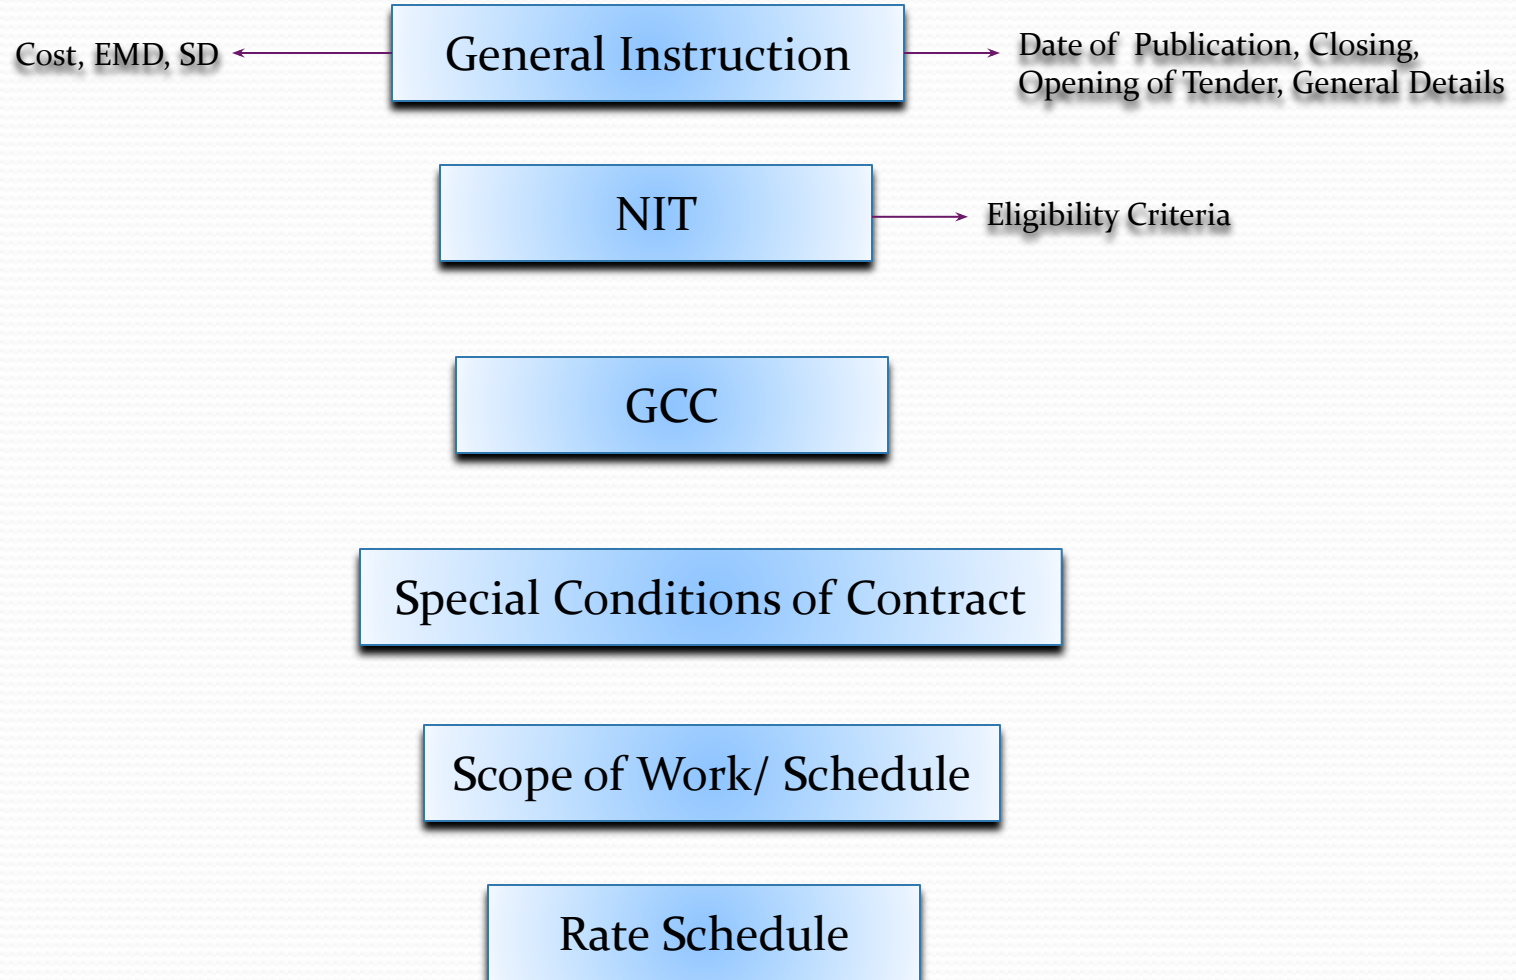 Cost, EMD, SD
General Instruction
Date of Publication, Closing,
Opening of Tender, General Details
NIT
Eligibility Criteria
GCC
Special Conditions of Contract
Scope of Work/ Schedule
Rate Schedule